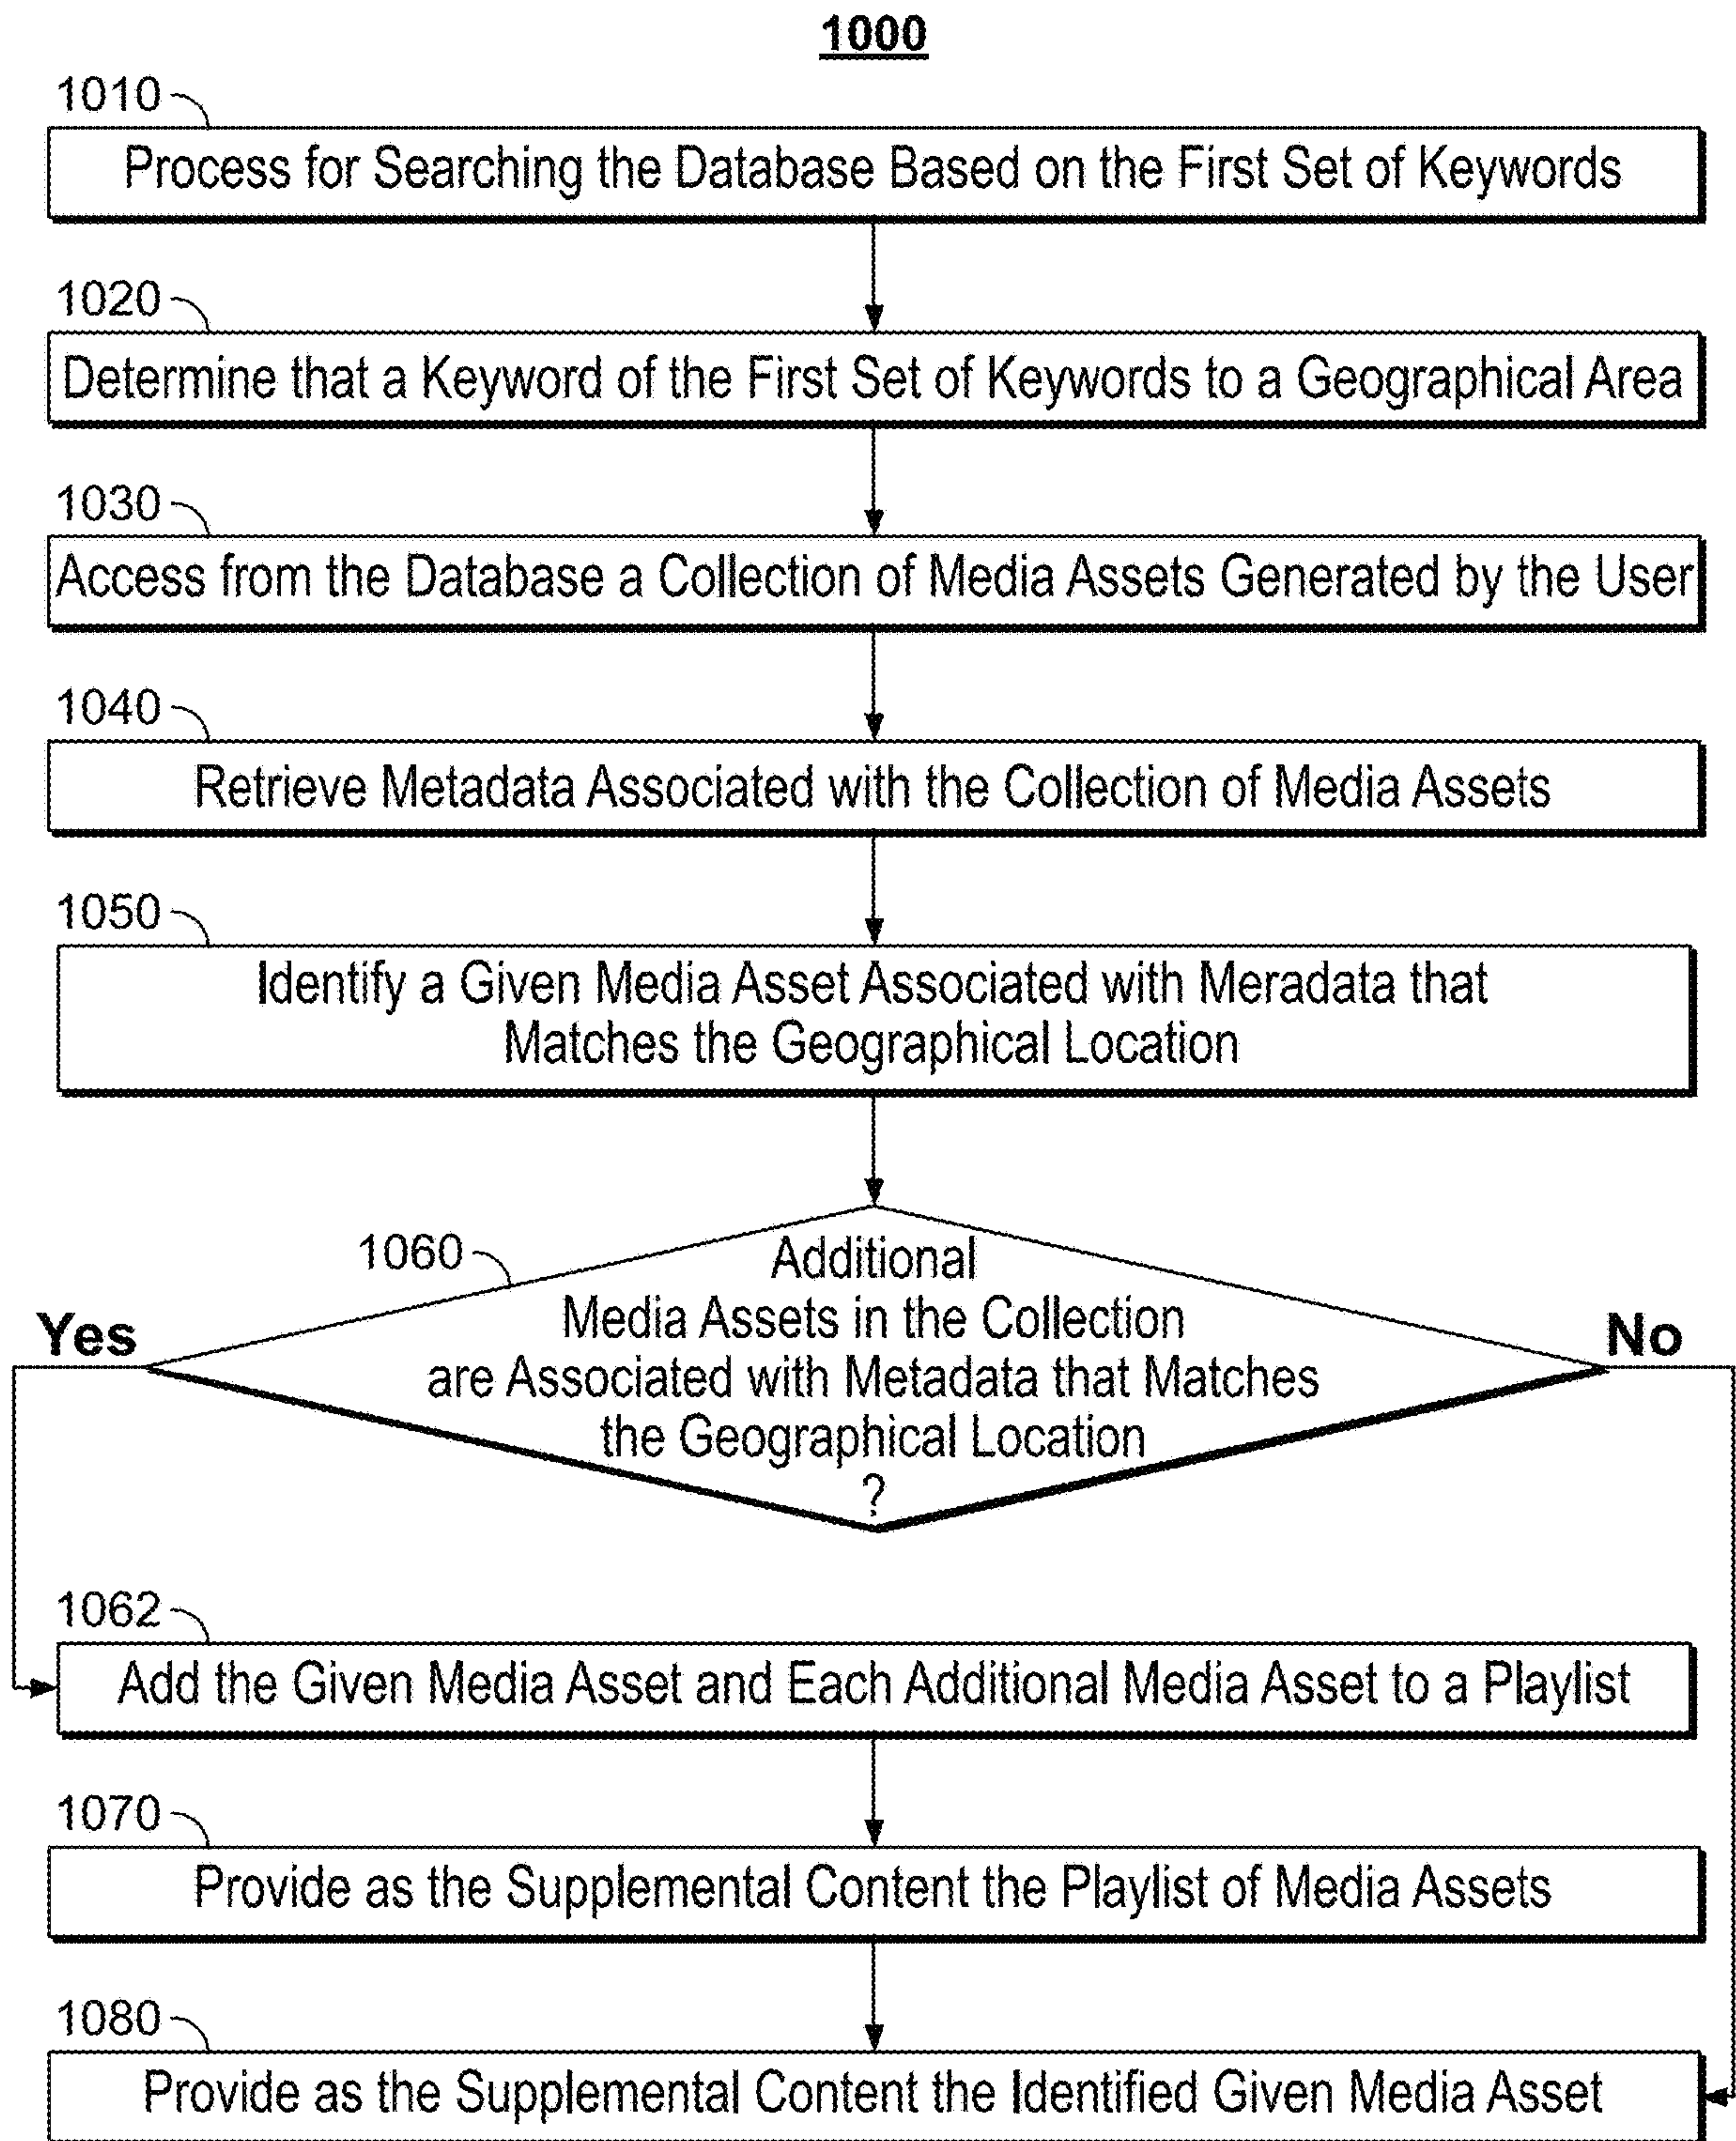 1000
1010
Process for Searching the Database Based on the First Set of Keywords
1020
Determine that a Keyword of the First Set of Keywords to a Geographical Area
1030
Access from the Database a Collection of Media Assets Generated by the User
1040
Retrieve Metadata Associated with the Collection of Media Assets
1050
Identify a Given Media Asset Associated with Meradata that
Matches the Geographical Location
1060
Additional
Media Assets in the Collection
are Associated with Metadata that Matches
the Geographical Location
?
Yes
No
1062
Add the Given Media Asset and Each Additional Media Asset to a Playlist
1070
Provide as the Supplemental Content the Playlist of Media Assets
1080
Provide as the Supplemental Content the Identified Given Media Asset